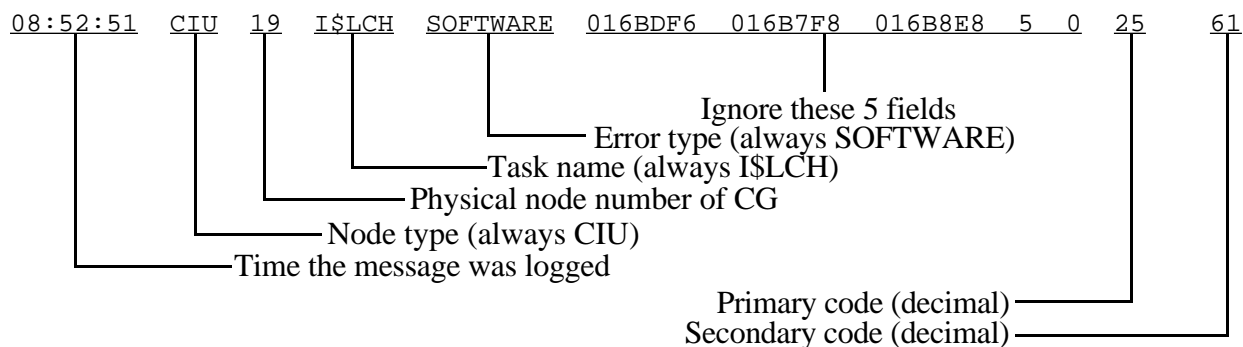 08:52:51 CIU 19 I$LCH SOFTWARE 016BDF6 016B7F8 016B8E8 5 0 25 61
Ignore these 5 fields
Error type (always SOFTWARE)
Task name (always I$LCH)
Physical node number of CG
Node type (always CIU)
Time the message was logged
Primary code (decimal)
Secondary code (decimal)